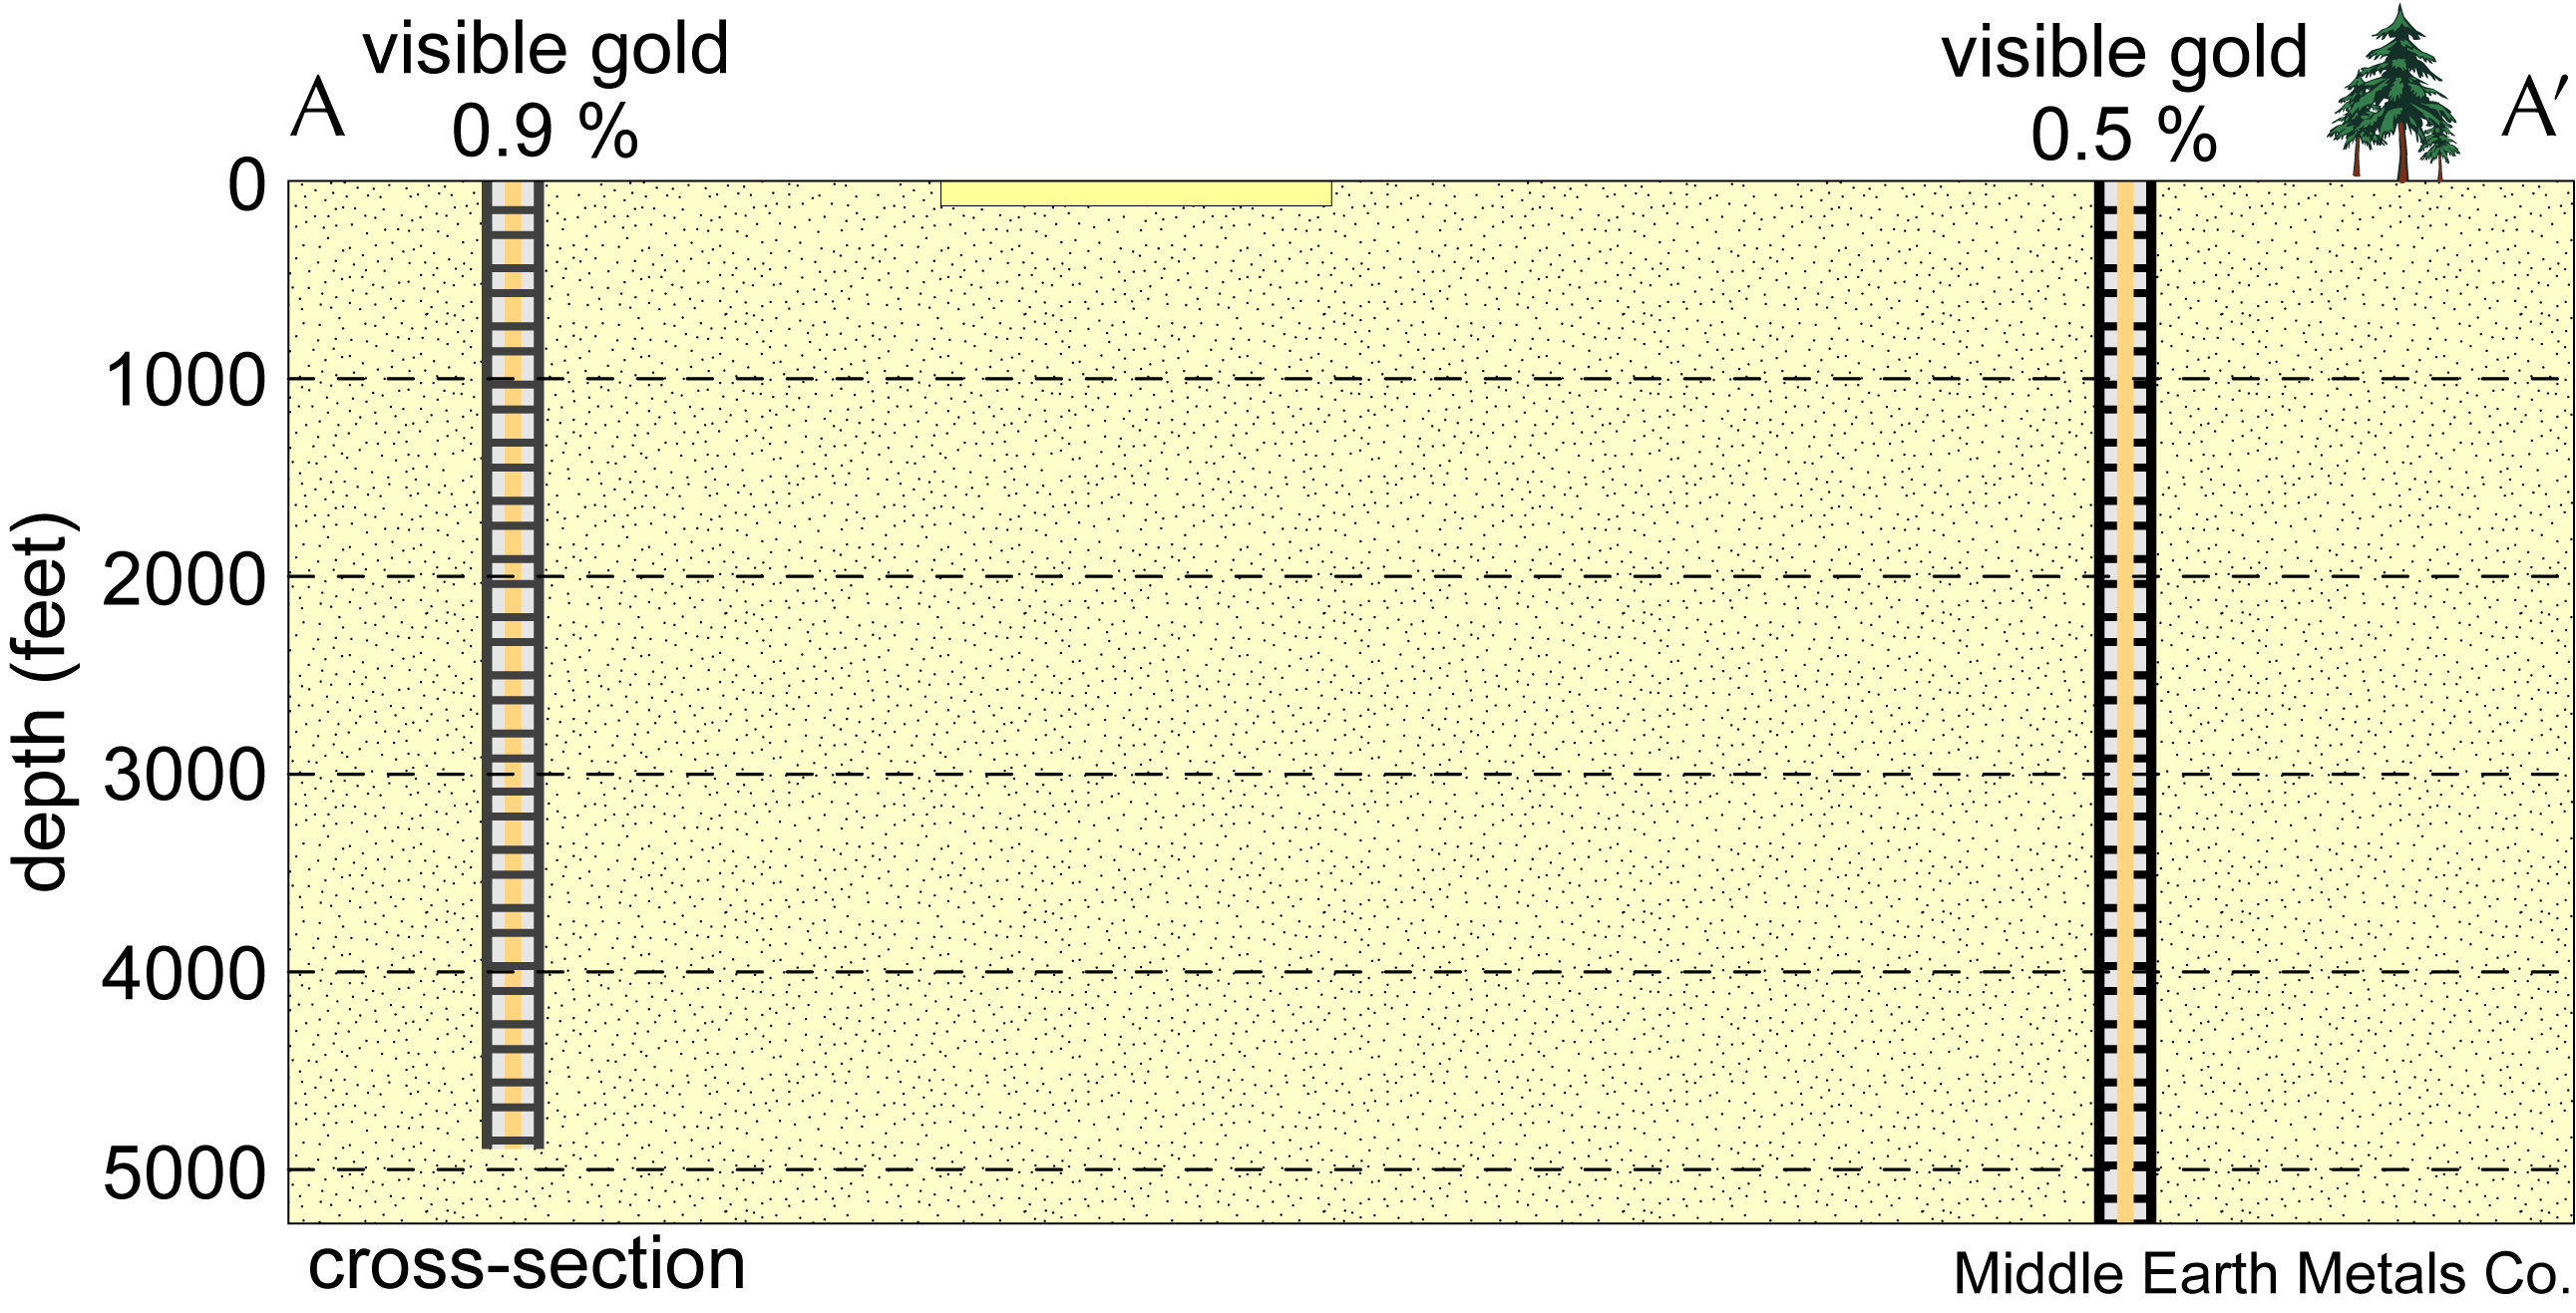 visible gold
0.9 %
visible gold
0.5 %
A
A′
0
1000
2000
3000
4000
5000
depth (feet)
cross-section
Middle Earth Metals Co.